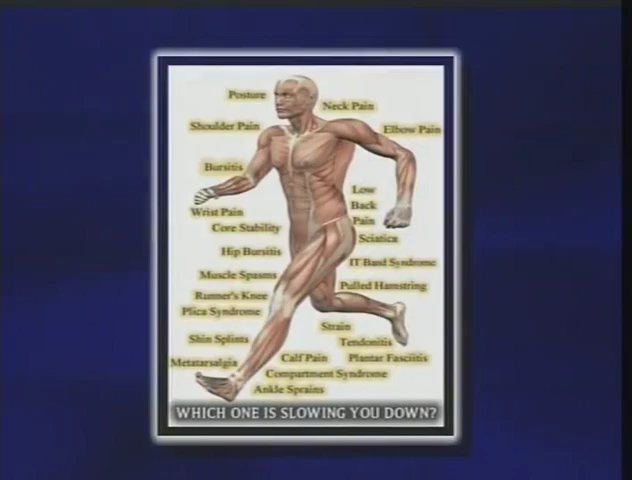 Posture
Neck Pain
Shoulder Pain
Elbow Pain
Bursitis
Low
Back
Pain
Wrist Pain
Core Stability
Sciatica
Hip Bursitis
IT Band Syndrome
Muscle Spasms
Pulled Hamstring
Runner's Knee
Plica Syndrome
Strain
Shin Splints
Tendonitis
Metatarsalgia
Calf Pain
Plantar Fasciitis
Compartment Syndrome
Ankle Sprains
WHICH ONE IS SLOWING YOU DOWN?